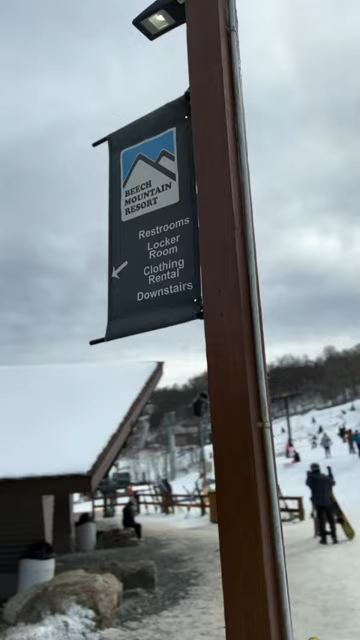 BEECH
MOUNTAIN
RESORT
Restrooms
Locker
Room
Clothing
Rental
Downstairs